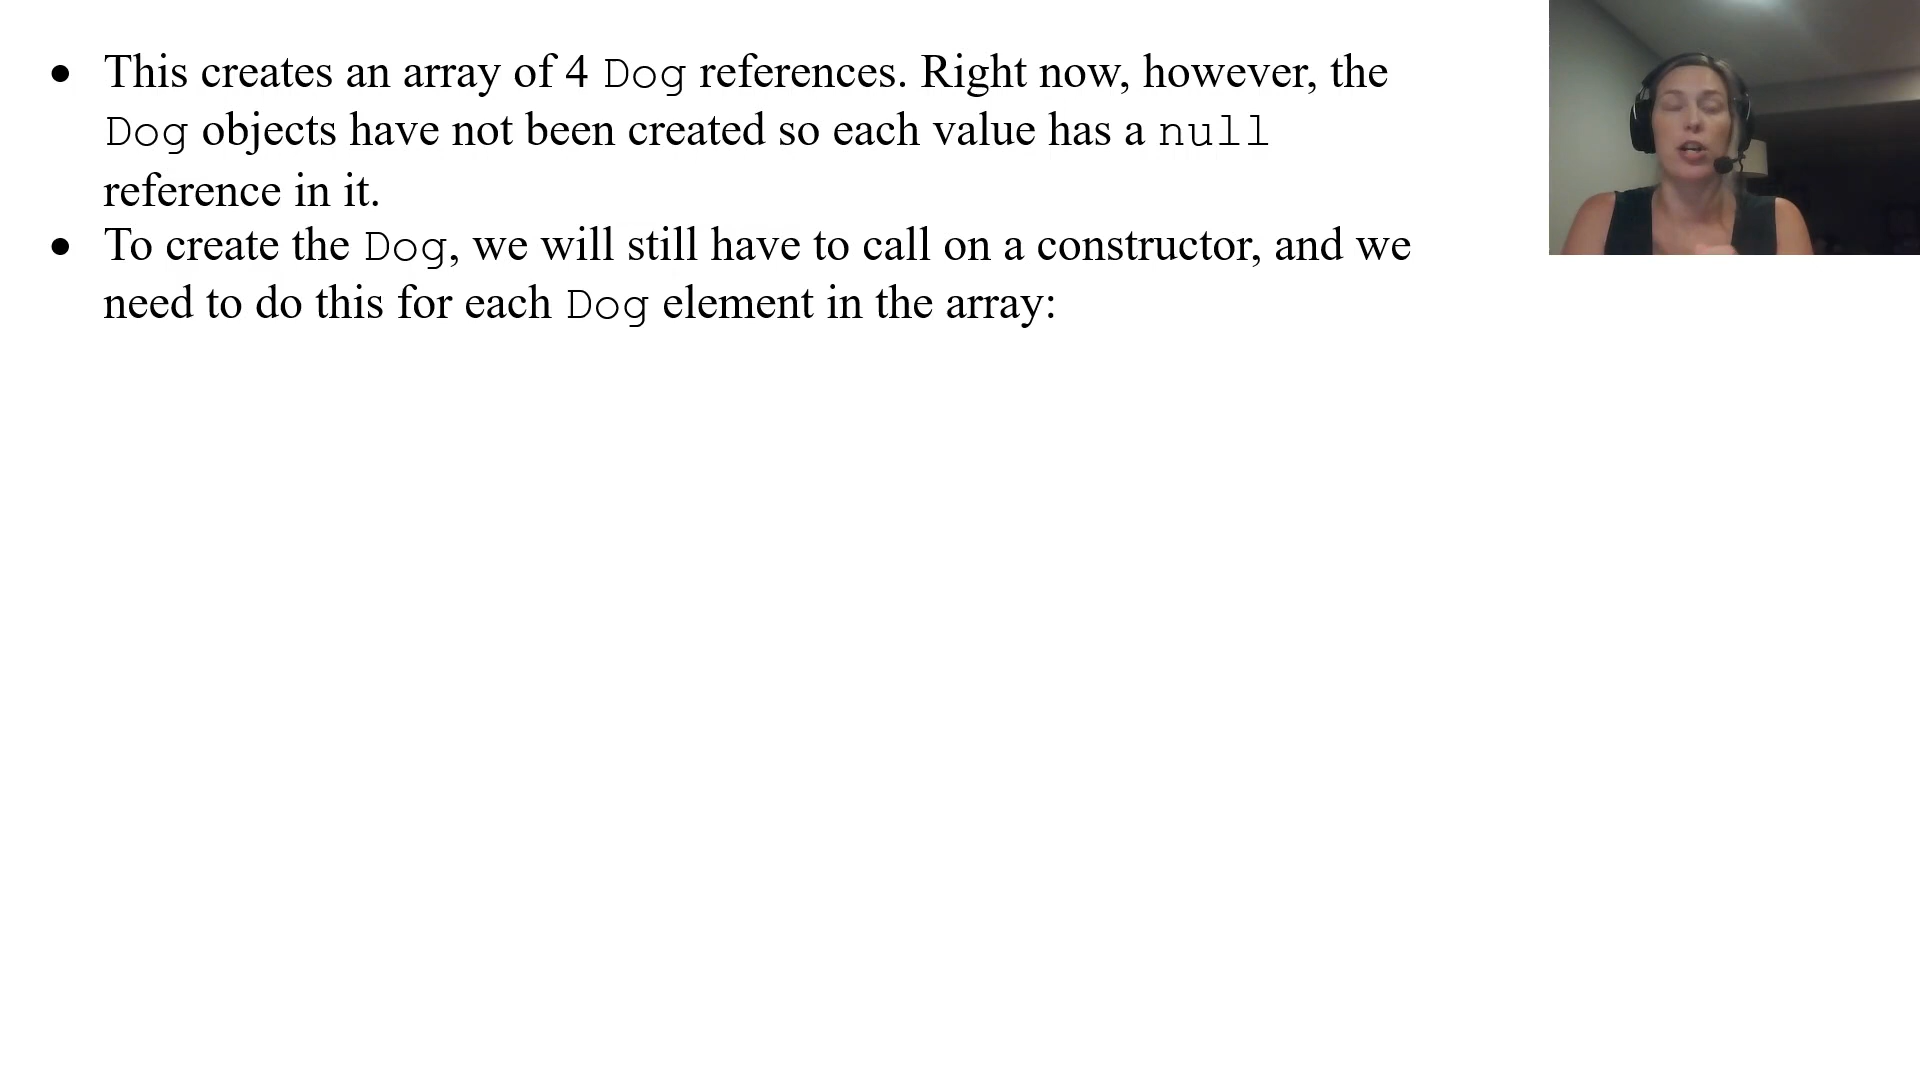 • This creates an array of 4 Dog references. Right now, however, the
Dog objects have not been created so each value has a null
reference in it.
• To create the Dog, we will still have to call on a constructor, and we
need to do this for each Dog element in the array: